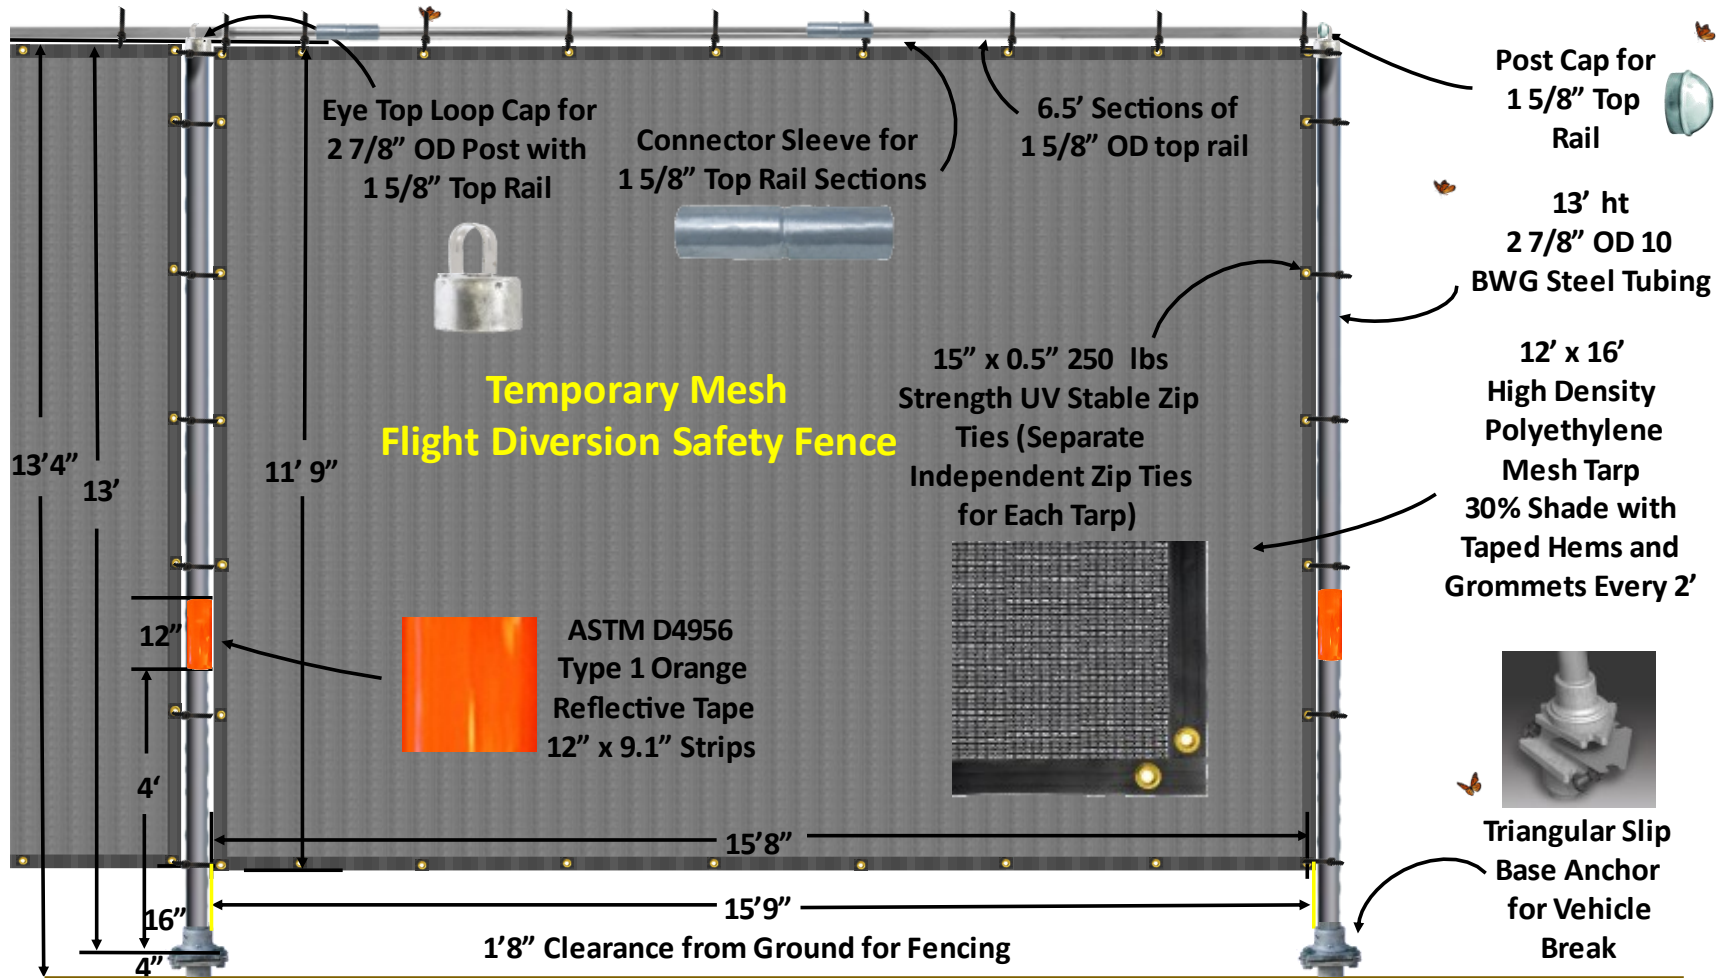 Eye Top Loop Cap for
2 7/8” OD Post with
1 5/8” Top Rail
Connector Sleeve for
1 5/8” Top Rail Sections
6.5’ Sections of
1 5/8” OD top rail
Post Cap for
1 5/8” Top
Rail
13’ ht
2 7/8” OD 10
BWG Steel Tubing
15” x 0.5” 250 lbs
Strength UV Stable Zip
Ties (Separate
Independent Zip Ties
for Each Tarp)
12’ x 16’
High Density
Polyethylene
Mesh Tarp
30% Shade with
Taped Hems and
Grommets Every 2’
Temporary Mesh
Flight Diversion Safety Fence
13’4”
13’
11’ 9”
12”
ASTM D4956
Type 1 Orange
Reflective Tape
12” x 9.1” Strips
4‘
15’8”
15’9”
16”
4”
1’8” Clearance from Ground for Fencing
Triangular Slip
Base Anchor
for Vehicle
Break